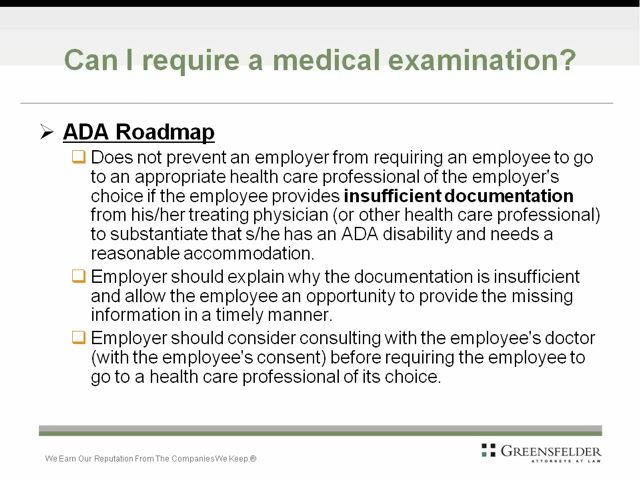 Can I require a medical examination?
ADA Roadmap
Does not prevent an employer from requiring an employee to go
to an appropriate health care professional of the employer's
choice if the employee provides insufficient documentation
from his/her treating physician (or other health care professional)
to substantiate that s/he has an ADA disability and needs a
reasonable accommodation.
Employer should explain why the documentation is insufficient
and allow the employee an opportunity to provide the missing
information in a timely manner.
Employer should consider consulting with the employee's doctor
(with the employee's consent) before requiring the employee to
go to a health care professional of its choice.
We Earn Our Reputation From The Companies We Keep.®
GREENSFELDER
ATTORNEYS AT LAW